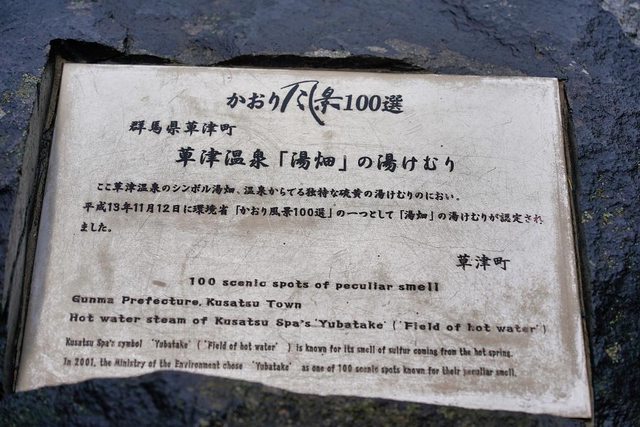 かおり風景100選
群馬県草津町
草津温泉「湯畑」の湯けむり
ここ草津温泉のシンボル湯畑、温泉からでる独特な硫黄の湯けむりのにおい。
平成13年11月12日に環境省「かおり風景100選」の一つとして「湯畑」の湯けむりが認定され
ました。
草津町
100 scenic spots of peculiar smell
Gunma Prefecture, Kusatsu Town
Hot water steam of Kusatsu Spa's 'Yubatake' ('Field of hot water')
Kusatsu Spa's symbol 'Yubatake' ('Field of hot water') is known for its smell of sulfur coming from the hot spring.
In 2001, the Ministry of the Environment chose 'Yubatake' as one of 100 scenic spots known for their peculiar smell.